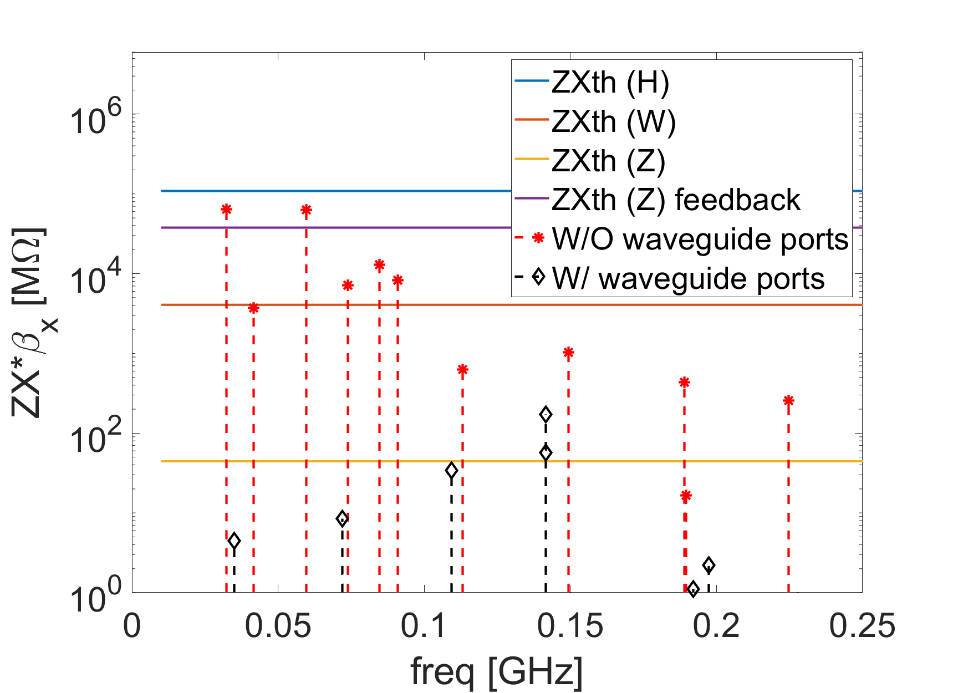 ZXth (H)
ZXth (W)
ZXth (Z)
ZXth (Z) feedback
W/O waveguide ports
W/ waveguide ports
10^6
10^4
10^2
10^0
ZX*β_x [MΩ]
0 0.05 0.1 0.15 0.2 0.25
freq [GHz]